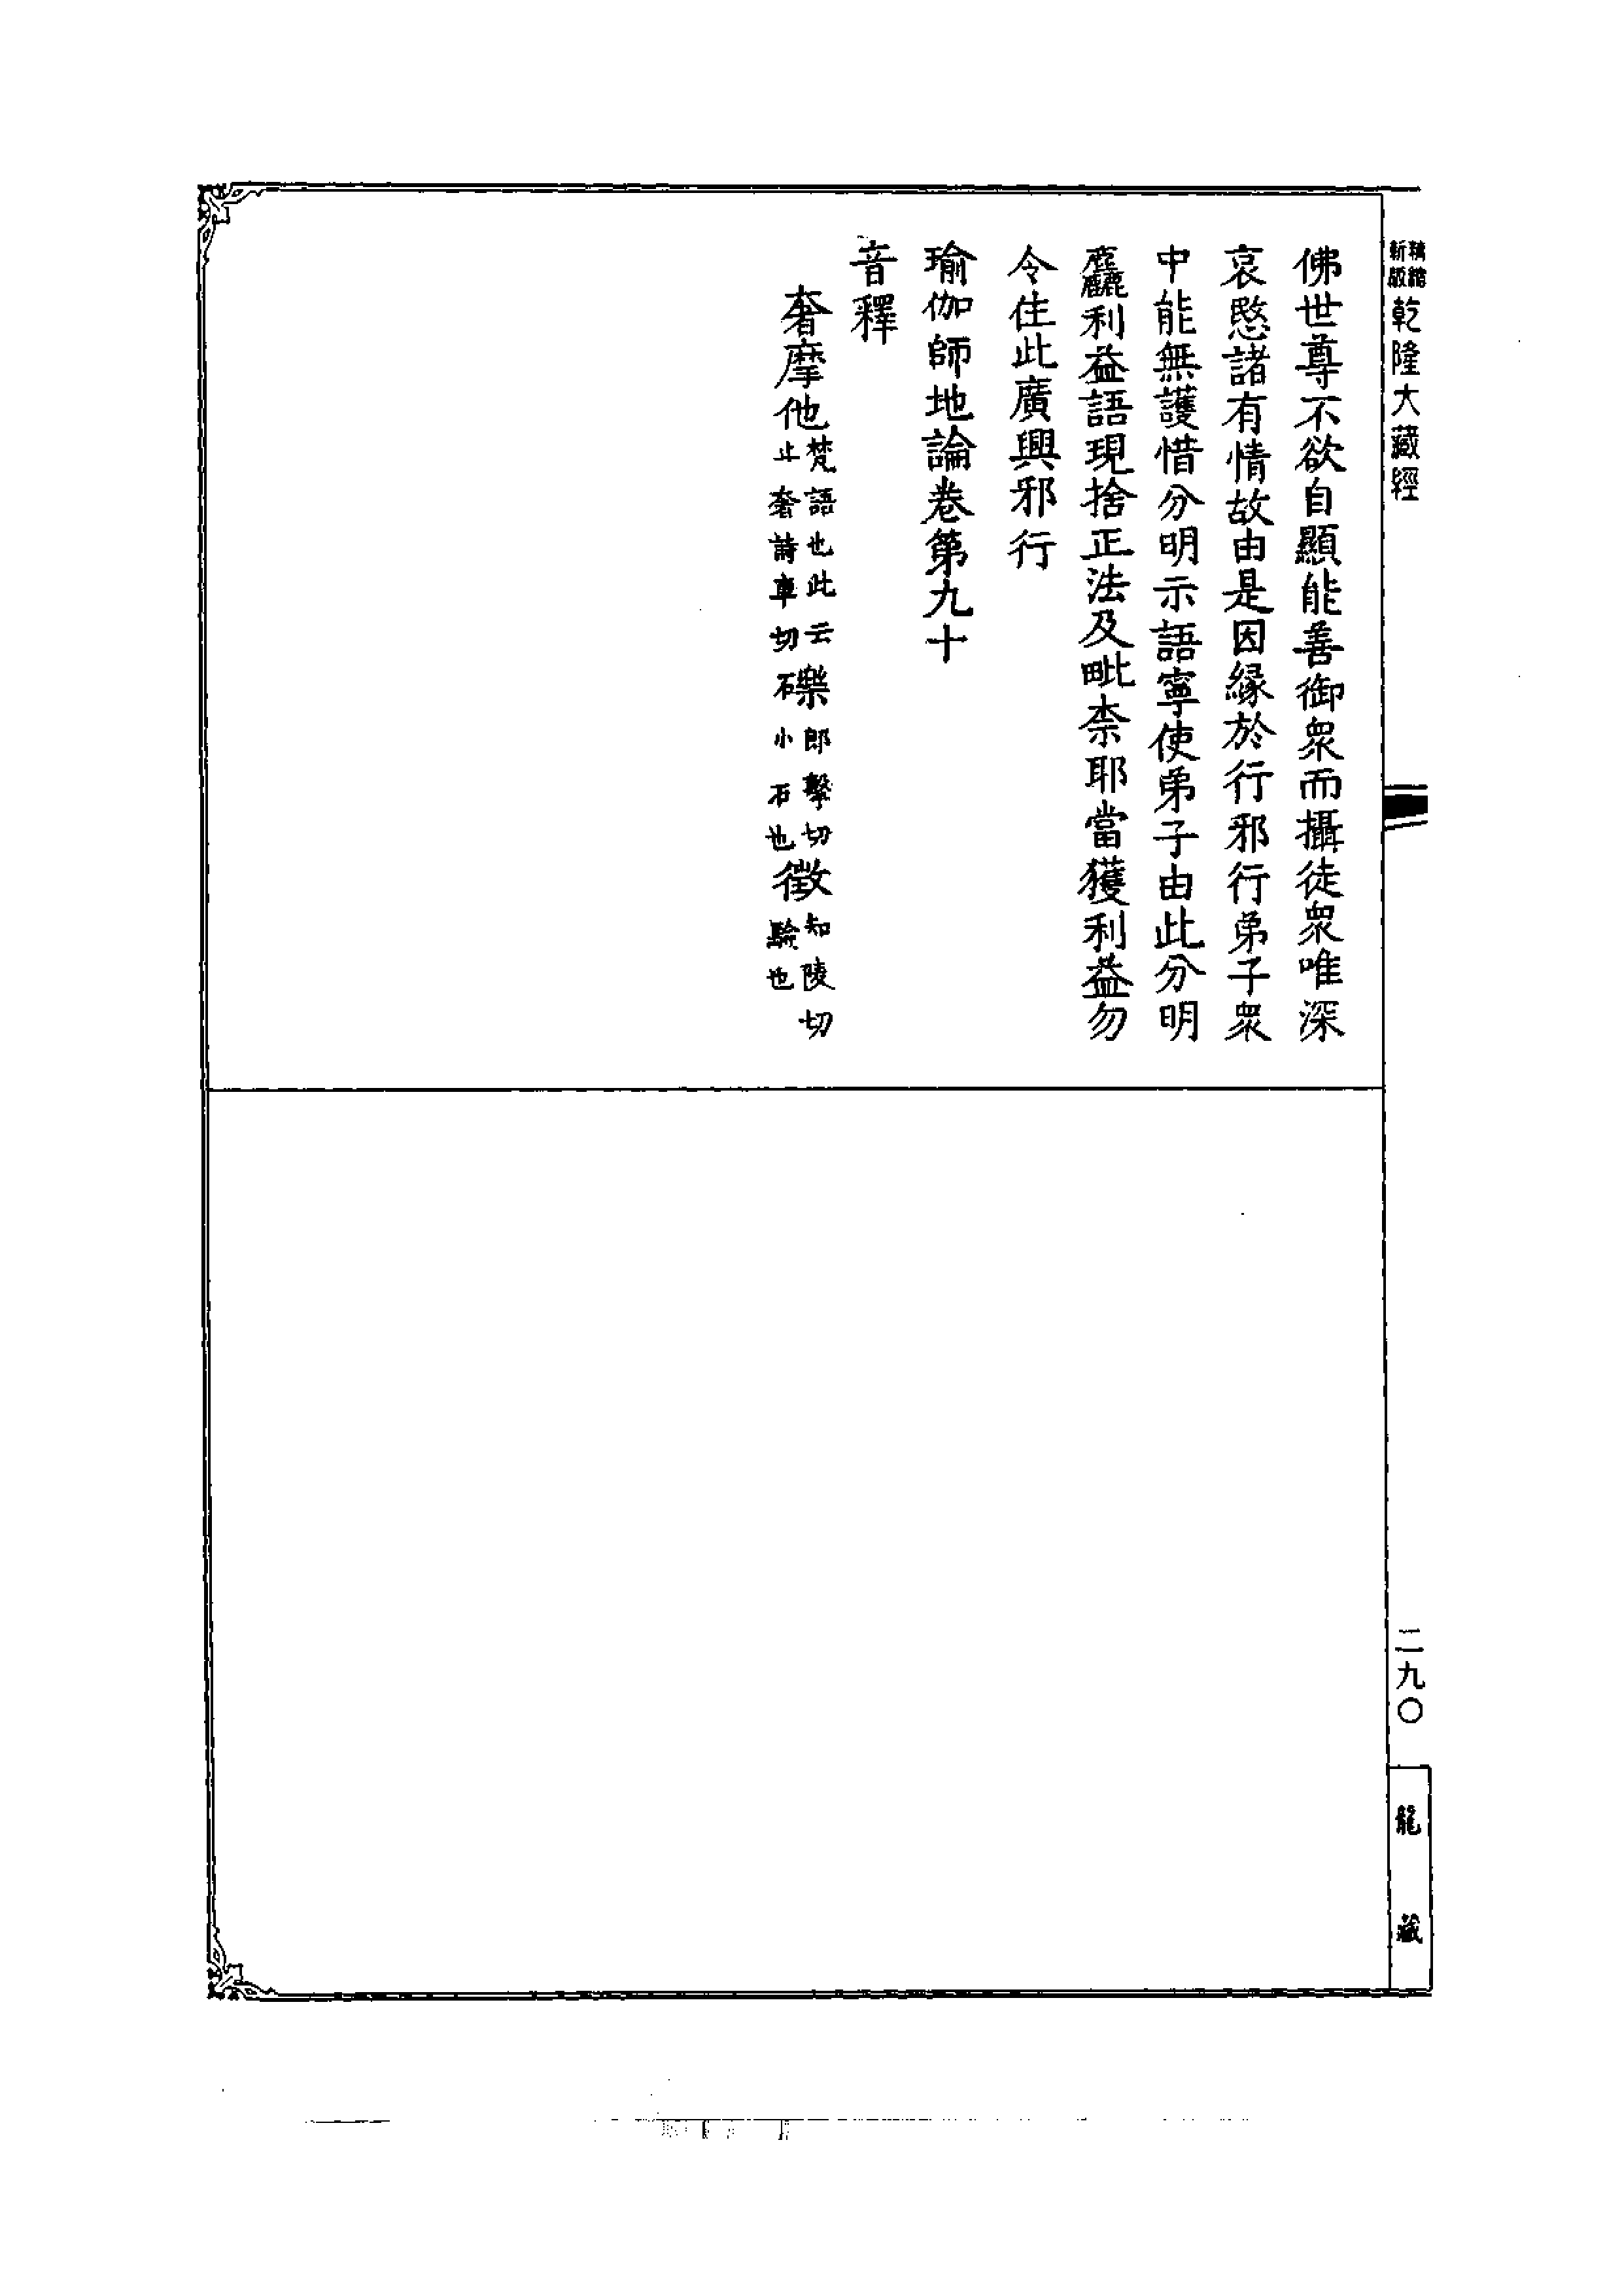 精縮新版乾隆大藏經
佛世尊不欲自顯能善御衆而攝徒衆唯深
哀愍諸有情故由是因緣於行邪行弟子衆
中能無護惜分明示語寧使弟子由此分明
麤利益語現捨正法及毗柰耶當獲利益勿
令住此廣興邪行
瑜伽師地論卷第九十
音釋
奢摩他梵語也此云止奢詩車切礫郎擊切小石也徵知陵切驗也
二九〇
龍藏